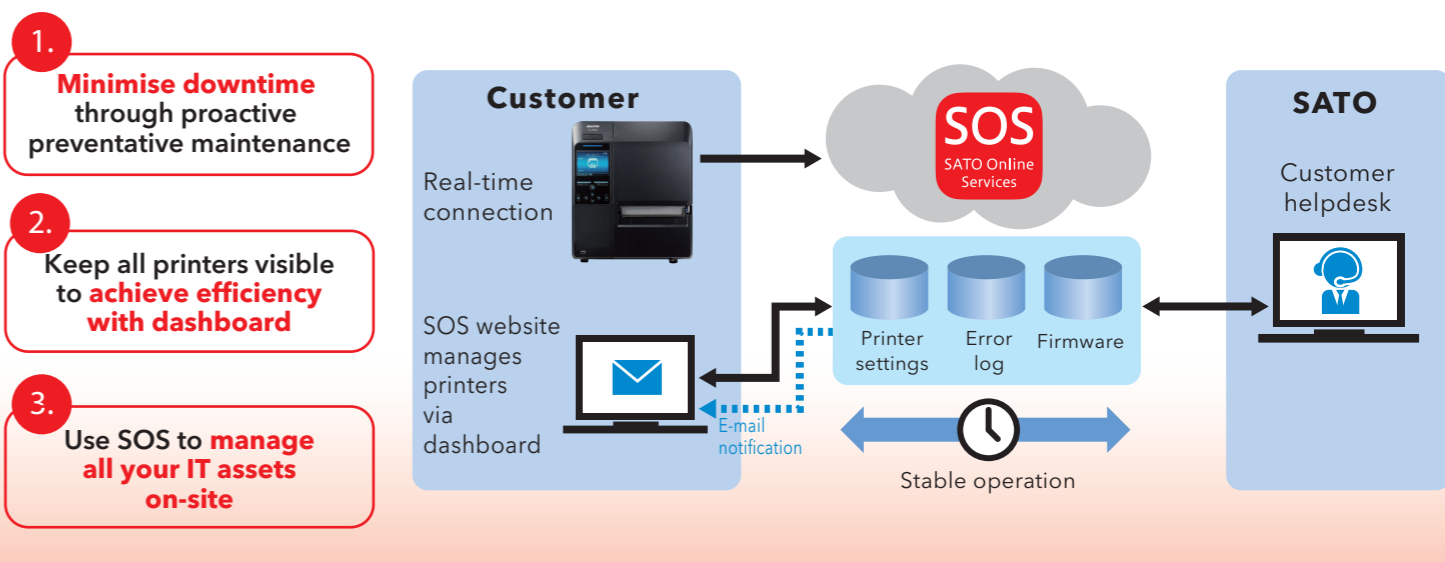 1.
Minimise downtime
through proactive
preventative maintenance
2.
Keep all printers visible
to achieve efficiency
with dashboard
3.
Use SOS to manage
all your IT assets
on-site
Customer
Real-time
connection
SOS website
manages
printers
via
dashboard
SOS
SATO Online
Services
Printer
settings
Error
log
Firmware
E-mail
notification
Stable operation
SATO
Customer
helpdesk